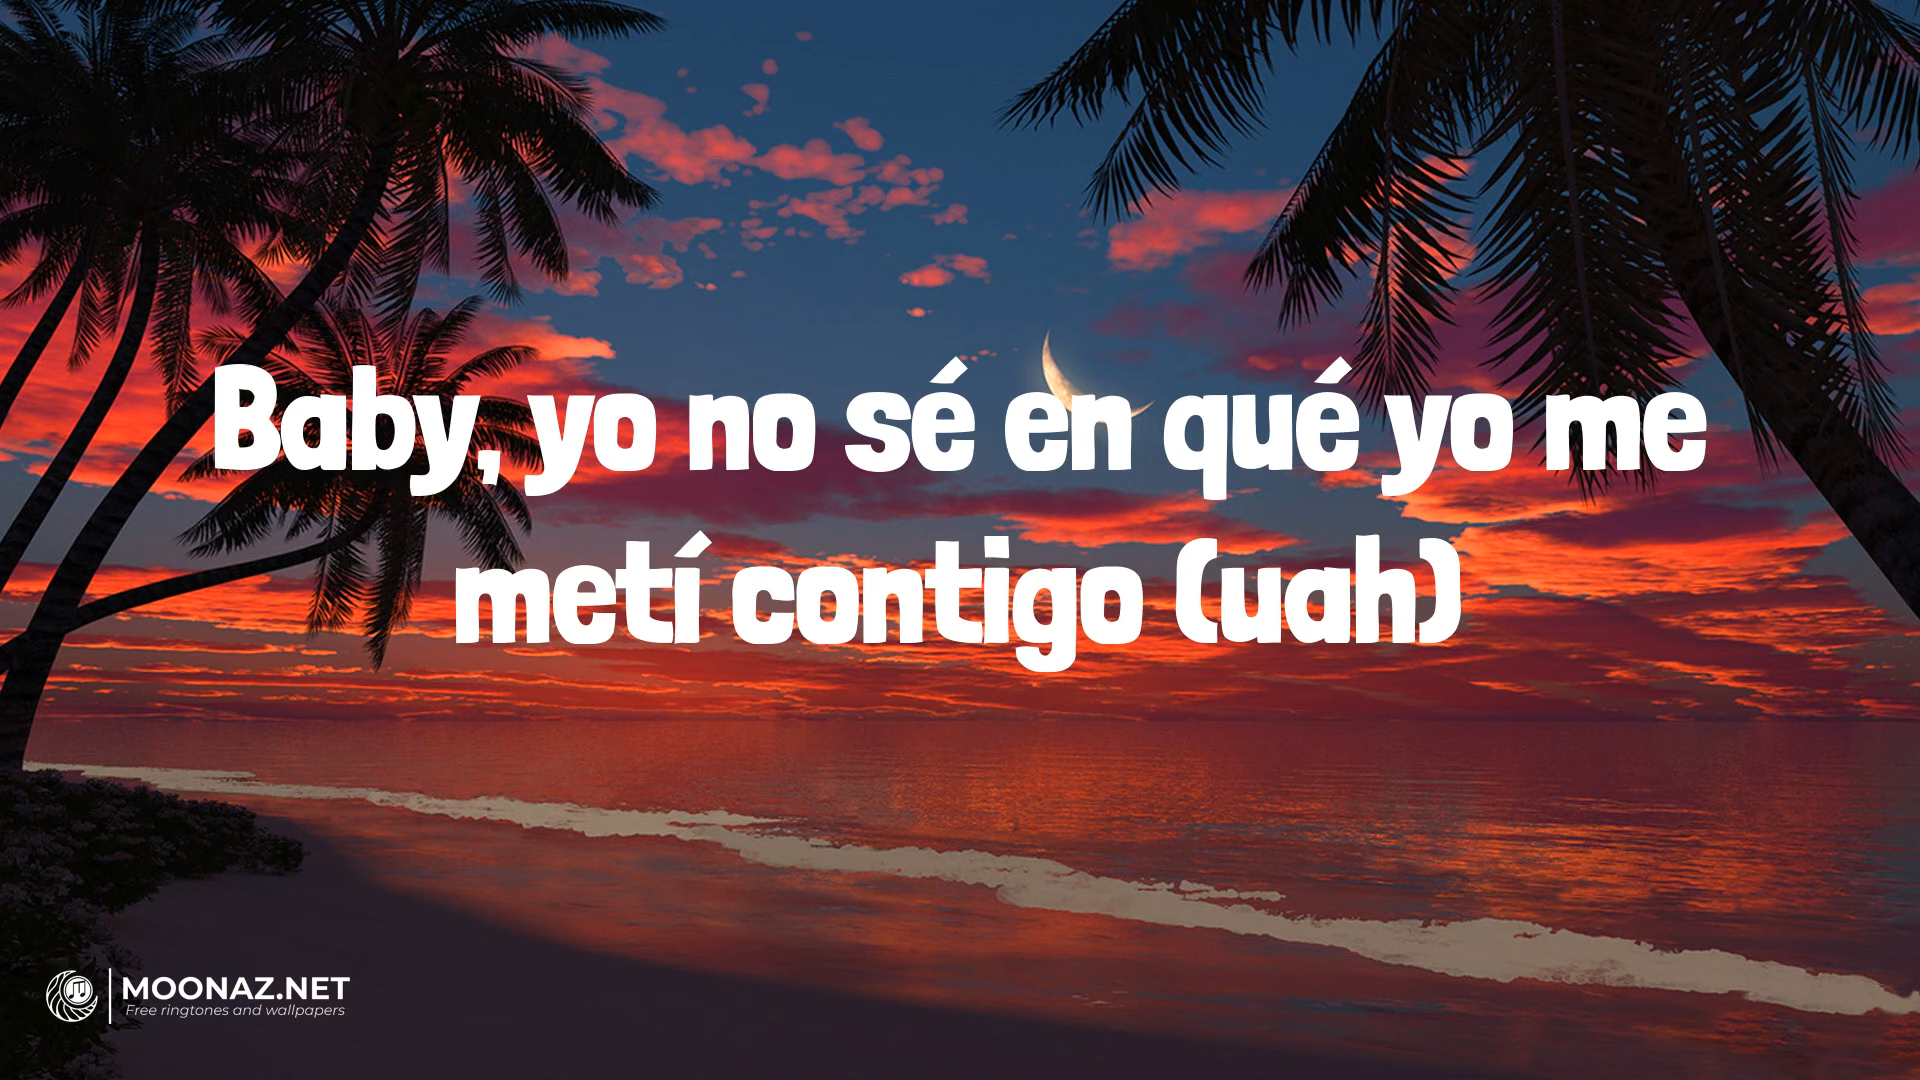 Baby, yo no sé en qué yo me
metí contigo (uah)
MOONAZ.NET
Free ringtones and wallpapers